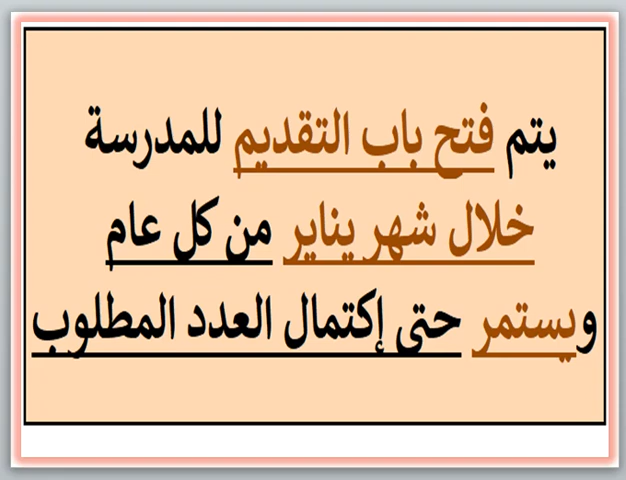 يتم فتح باب التقديم للمدرسة
خلال شهر يناير من كل عام
ويستمر حتى إكتمال العدد المطلوب